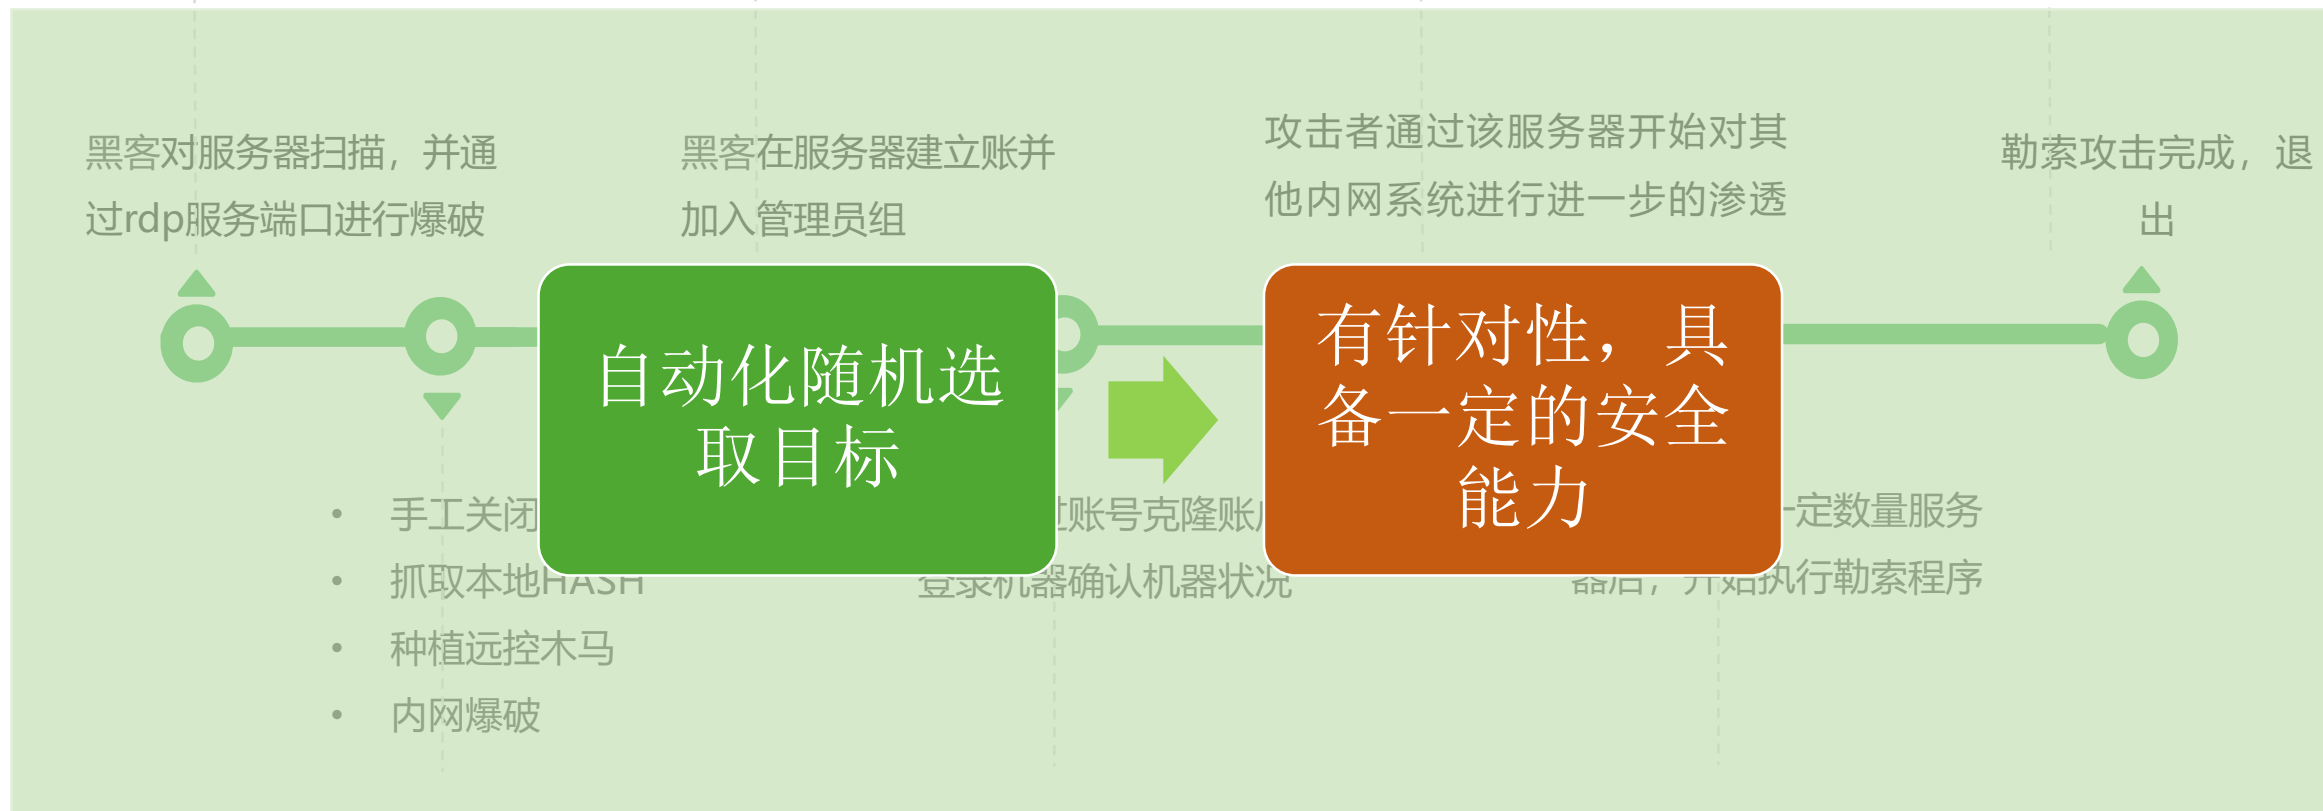 黑客对服务器扫描，并通
过rdp服务端口进行爆破
黑客在服务器建立账并
加入管理员组
攻击者通过该服务器开始对其
他内网系统进行进一步的渗透
勒索攻击完成，退
出
自动化随机选
取目标
有针对性，具
备一定的安全
能力
• 手工关闭
• 抓取本地HASH
• 种植远控木马
• 内网爆破
账号克隆账
登录机器确认机器状况
一定数量服务
器后，开始执行勒索程序